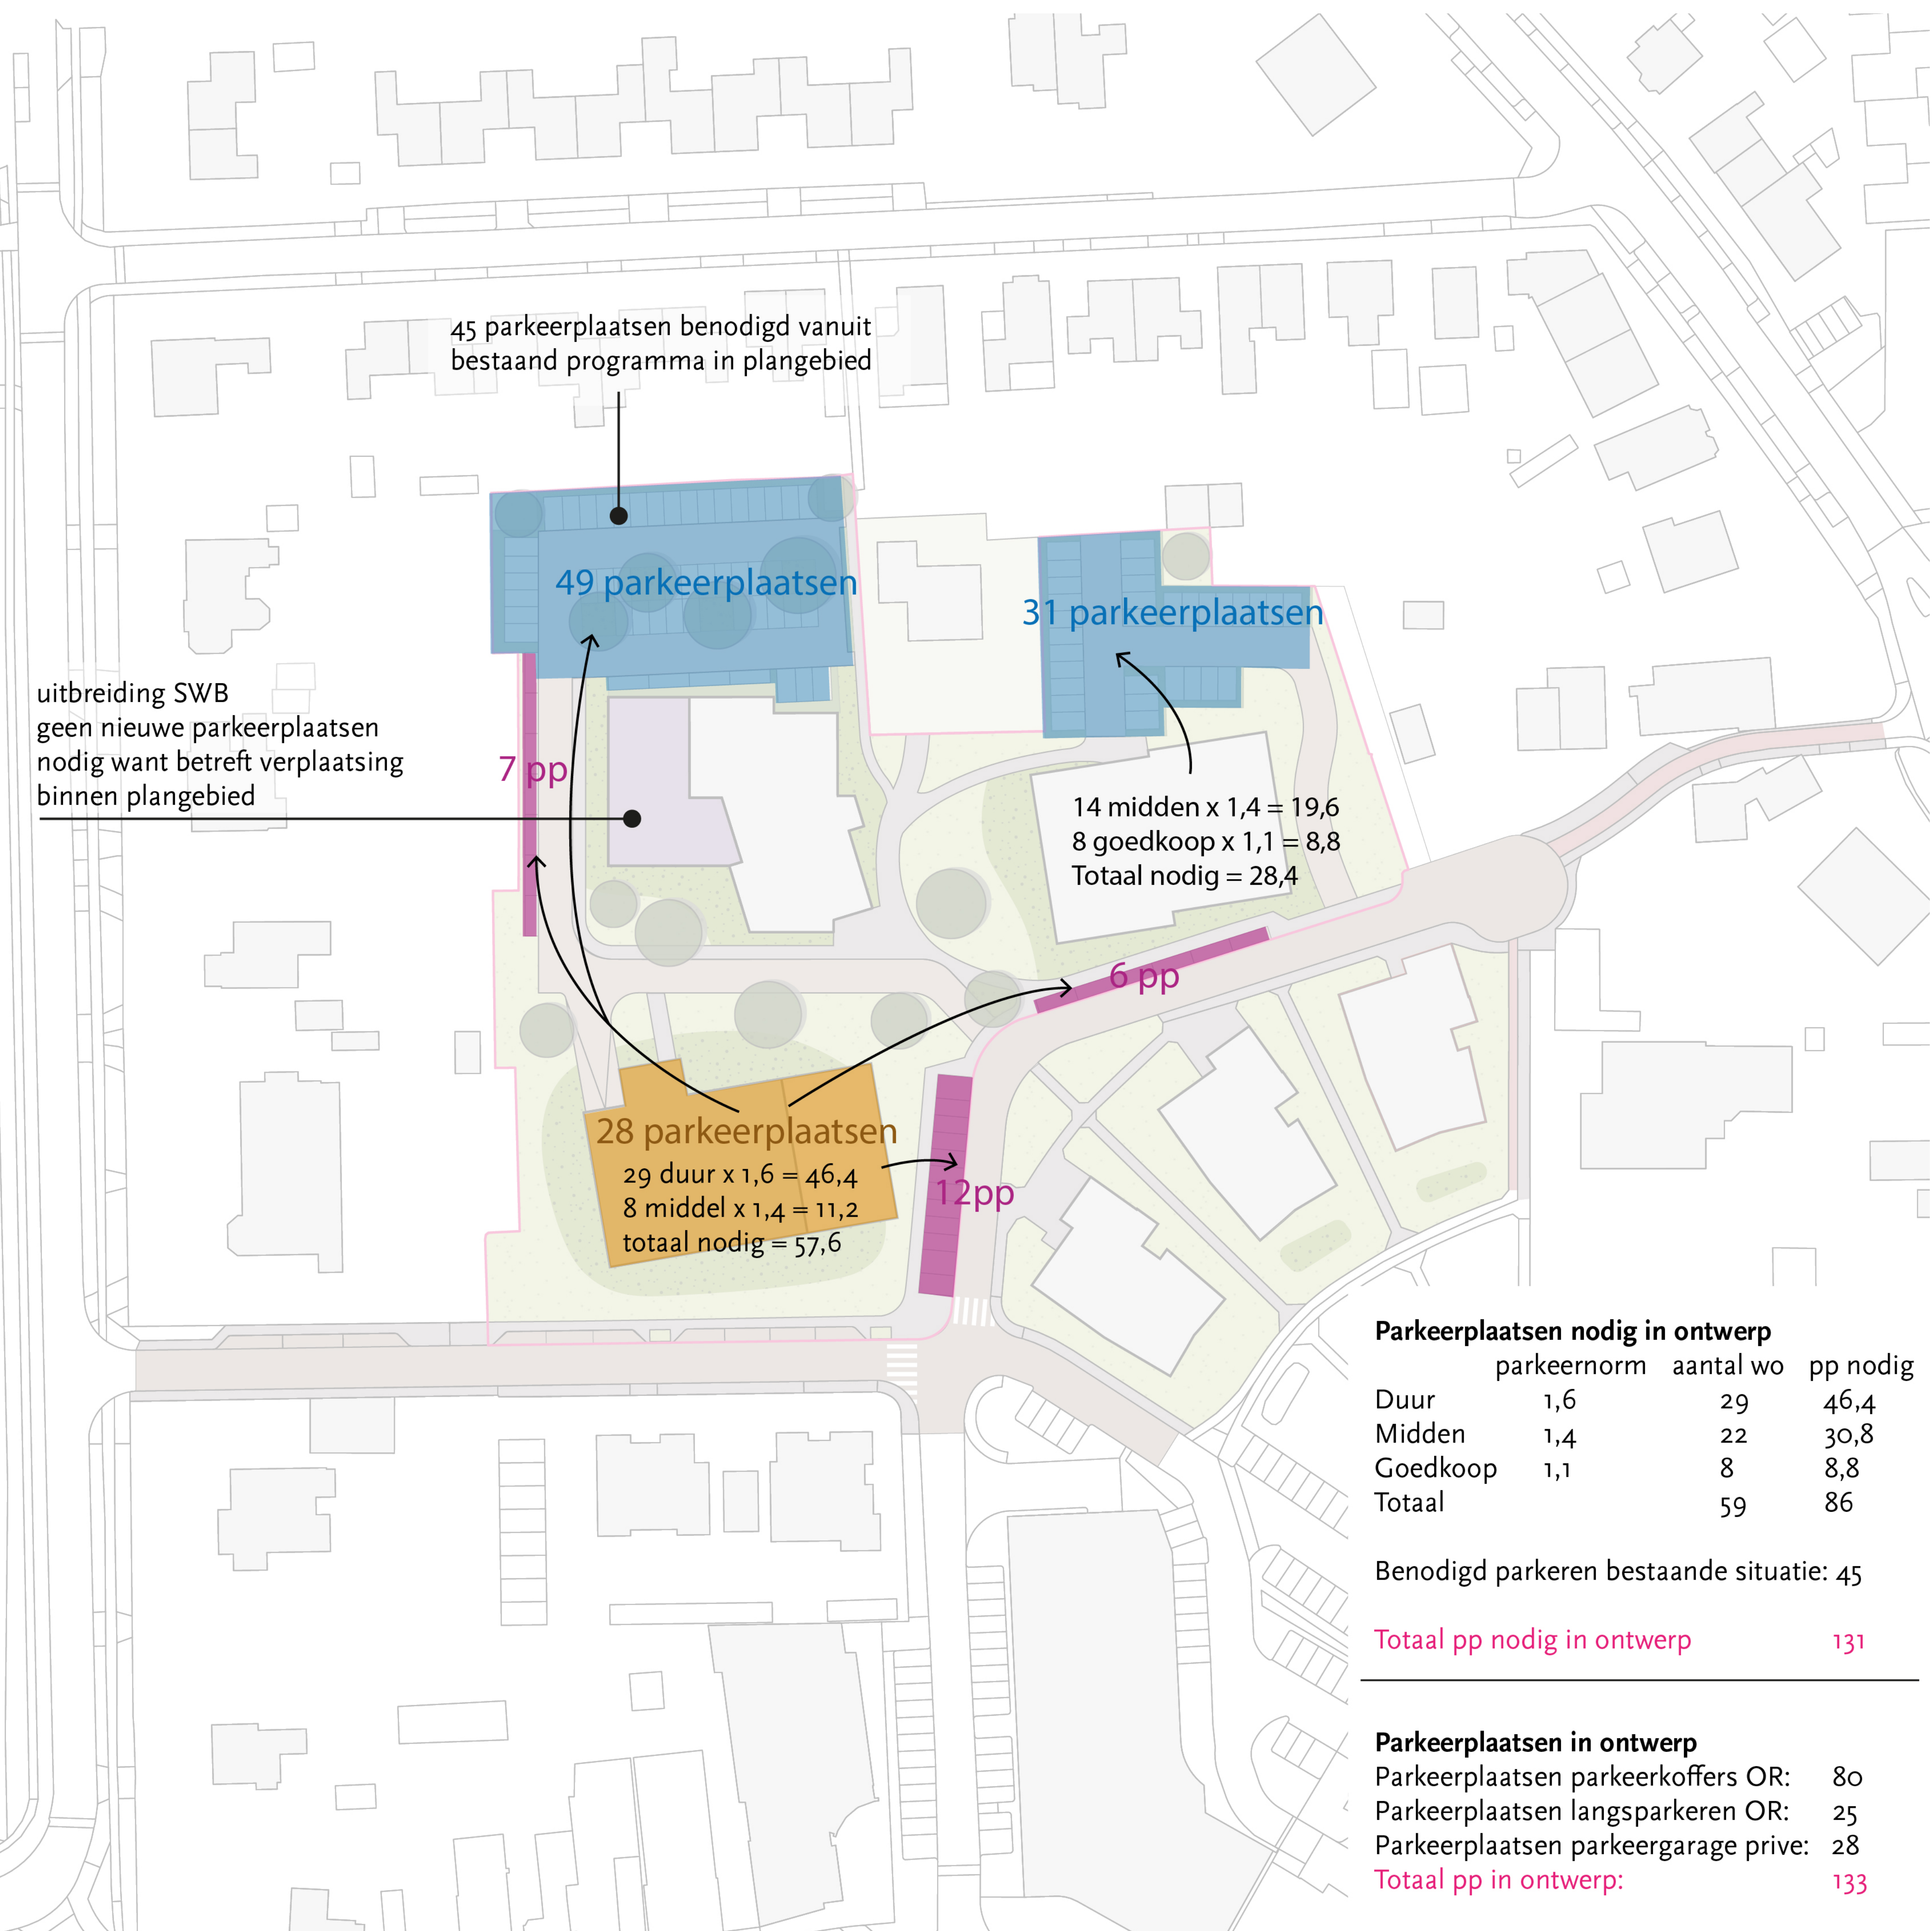 45 parkeerplaatsen benodigd vanuit
bestaand programma in plangebied
49 parkeerplaatsen
31 parkeerplaatsen
uitbreiding SWB
geen nieuwe parkeerplaatsen
nodig want betreft verplaatsing
binnen plangebied
7 pp
14 midden x 1,4 = 19,6
8 goedkoop x 1,1 = 8,8
Totaal nodig = 28,4
6 pp
28 parkeerplaatsen
29 duur x 1,6 = 46,4
8 middel x 1,4 = 11,2
totaal nodig = 57,6
12pp
Parkeerplaatsen nodig in ontwerp
parkeernorm aantal wo pp nodig
Duur 1,6 29 46,4
Midden 1,4 22 30,8
Goedkoop 1,1 8 8,8
Totaal 59 86
Benodigd parkeren bestaande situatie: 45
Totaal pp nodig in ontwerp 131
Parkeerplaatsen in ontwerp
Parkeerplaatsen parkeerkoffers OR: 80
Parkeerplaatsen langsparkeren OR: 25
Parkeerplaatsen parkeergarage prive: 28
Totaal pp in ontwerp: 133